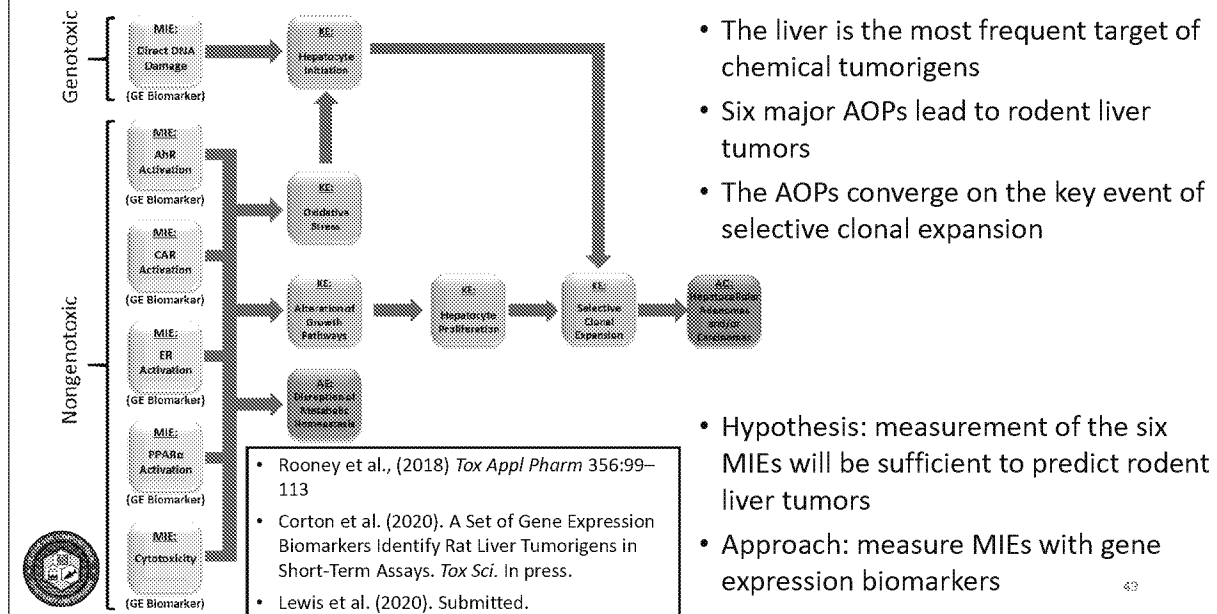 Genotoxic
MIE:
Direct DNA
Damage
(GE Biomarker)
KE:
Hepatocyte
Initiation
Nongenotoxic
MIE:
AhR
Activation
(GE Biomarker)
MIE:
CAR
Activation
(GE Biomarker)
MIE:
ER
Activation
(GE Biomarker)
MIE:
PPARα
Activation
(GE Biomarker)
MIE:
Cytotoxicity
(GE Biomarker)
KE:
Oxidative
Stress
KE:
Alteration of
Growth
Pathways
KE:
Hepatocyte
Proliferation
KE:
Selective
Clonal
Expansion
AO:
Hepatocellular
Adenomas
and/or
Carcinomas
Disruption of
Metabolic
Homeostasis
• Rooney et al., (2018) Tox Appl Pharm 356:99–
113
• Corton et al. (2020). A Set of Gene Expression
Biomarkers Identify Rat Liver Tumorigens in
Short-Term Assays. Tox Sci. In press.
• Lewis et al. (2020). Submitted.
• The liver is the most frequent target of
chemical tumorigens
• Six major AOPs lead to rodent liver
tumors
• The AOPs converge on the key event of
selective clonal expansion
• Hypothesis: measurement of the six
MIEs will be sufficient to predict rodent
liver tumors
• Approach: measure MIEs with gene
expression biomarkers